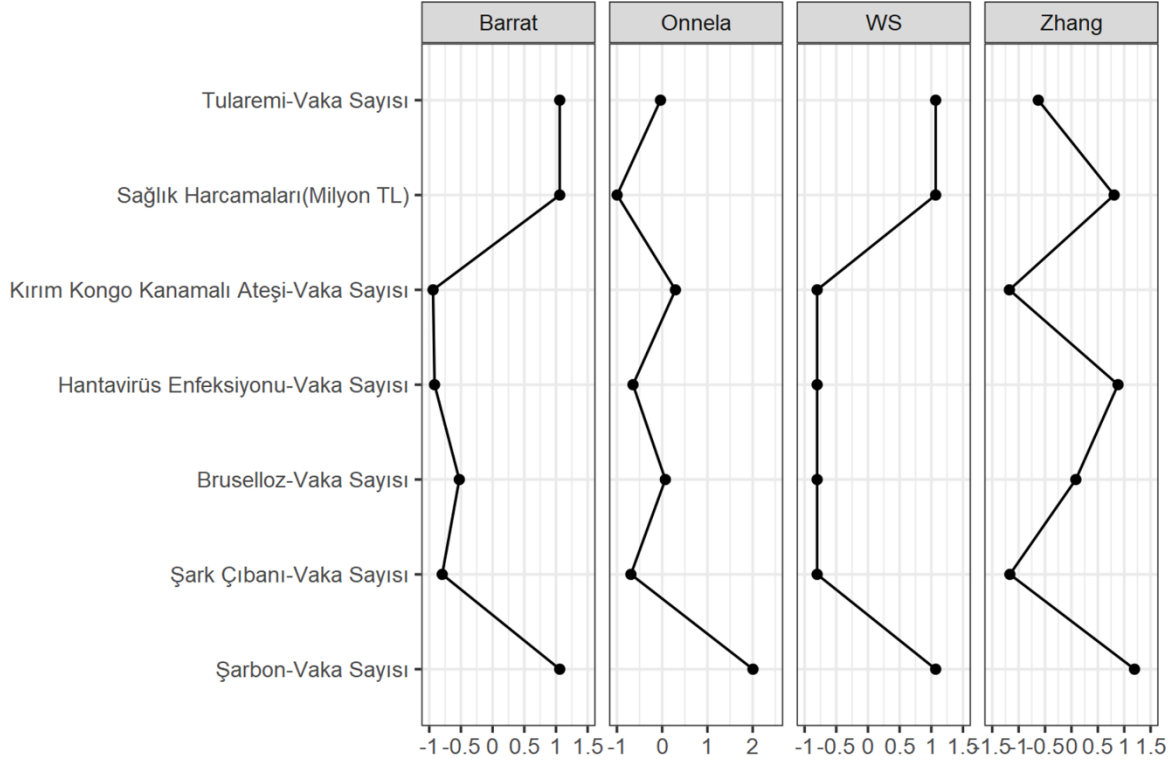 Barrat Onnela WS Zhang
Tularemi-Vaka Sayısı
Sağlık Harcamaları(Milyon TL)
Kırım Kongo Kanamalı Ateşi-Vaka Sayısı
Hantavirüs Enfeksiyonu-Vaka Sayısı
Bruselloz-Vaka Sayısı
Şark Çıbanı-Vaka Sayısı
Şarbon-Vaka Sayısı
-1 -0.5 0 0.5 1 1.5 -1 0 1 2 -1 -0.5 0 0.5 1 1.5 -1.5 -1 -0.5 0 0.5 1 1.5